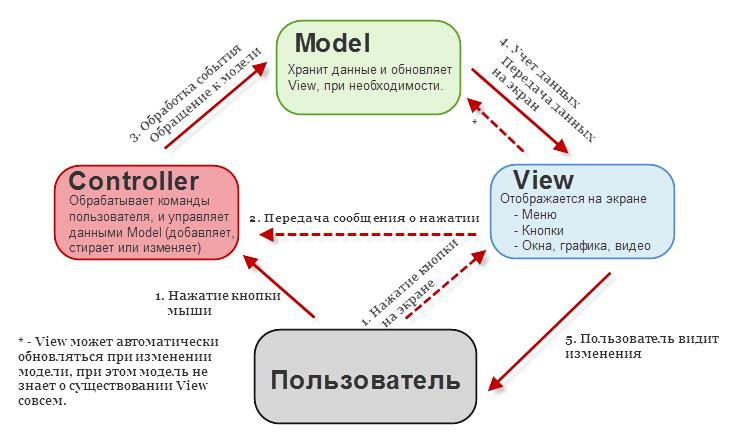 Model
Хранит данные и обновляет
View, при необходимости.
3. Обработка события
Обращение к модели
4. Учет данных
Передача данных
на экран
*
Controller
Обрабатывает команды
пользователя, и управляет
данными Model (добавляет,
стирает или изменяет)
View
Отображается на экране
- Меню
- Кнопки
- Окна, графика, видео
2. Передача сообщения о нажатии
1. Нажатие кнопки
мыши
1. Нажатие кнопки
на экране
5. Пользователь видит
изменения
* - View может автоматически
обновляться при изменении
модели, при этом модель не
знает о существовании View
совсем.
Пользователь